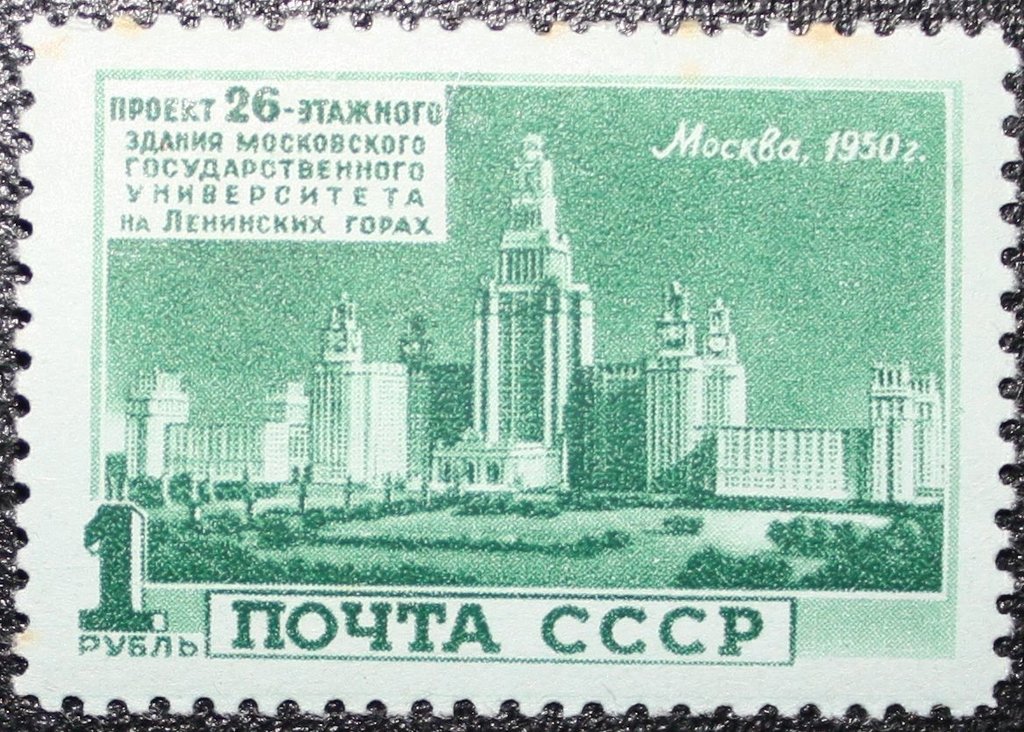 ПРОЕКТ 26-ЭТАЖНОГО
ЗДАНИЯ МОСКОВСКОГО
ГОСУДАРСТВЕННОГО
УНИВЕРСИТЕТА
НА ЛЕНИНСКИХ ГОРАХ
Москва, 1950г.
1
РУБЛЬ
ПОЧТА СССР